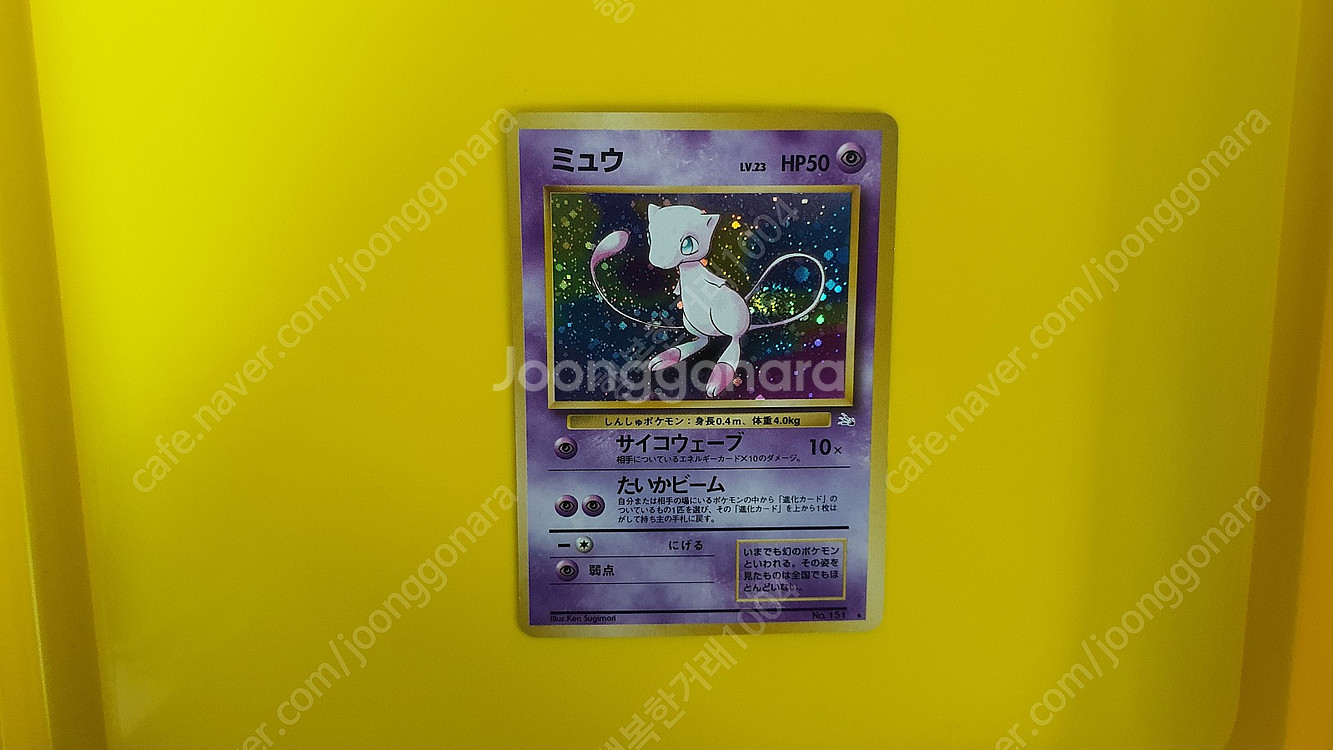 ミュウ
LV.23 HP50
しんしゅポケモン：身長0.4m、体重4.0kg
サイコウェーブ 10×
相手についているエネルギーカード×10のダメージ。
たいかビーム
自分または相手の場にいるポケモンの中から「進化カード」の
ついているもの1匹を選び、その「進化カード」を上から1枚は
がして持ち主の手札に戻す。
にげる
弱点
いまでも幻のポケモン
といわれる。その姿を
見たものは全国でもほ
とんどいない。
Illus.Ken Sugimori
No.151
Joonggonara
cafe.naver.com/joonggonara
cafe.naver.com/joonggonara
cafe.naver.com/joonggonara
cafe.naver.com/joonggonara